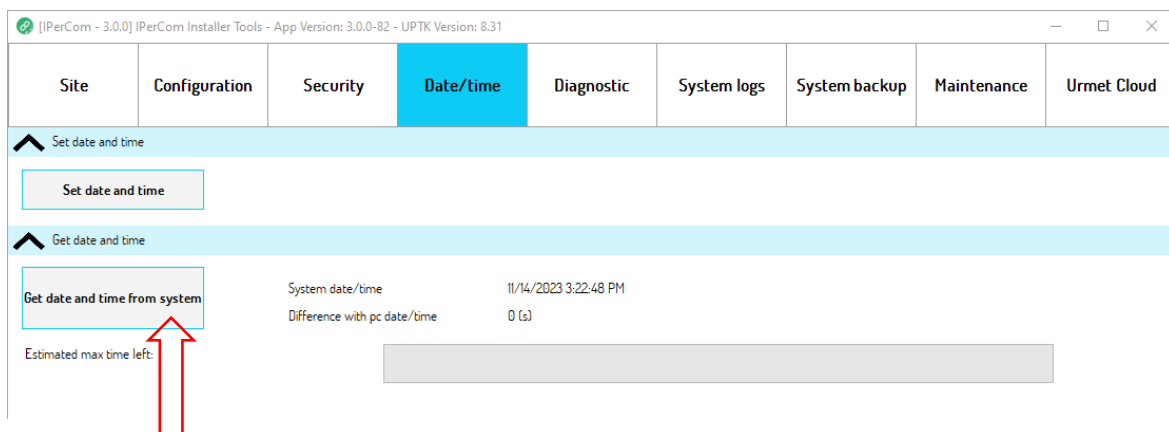 [IPerCom - 3.0.0] IPerCom Installer Tools - App Version: 3.0.0-82 - UPTK Version: 8.31
Site Configuration Security Date/time Diagnostic System logs System backup Maintenance Urmet Cloud
Set date and time
Set date and time
Get date and time
Get date and time from system
System date/time 11/14/2023 3:22:48 PM
Difference with pc date/time 0 (s)
Estimated max time left: